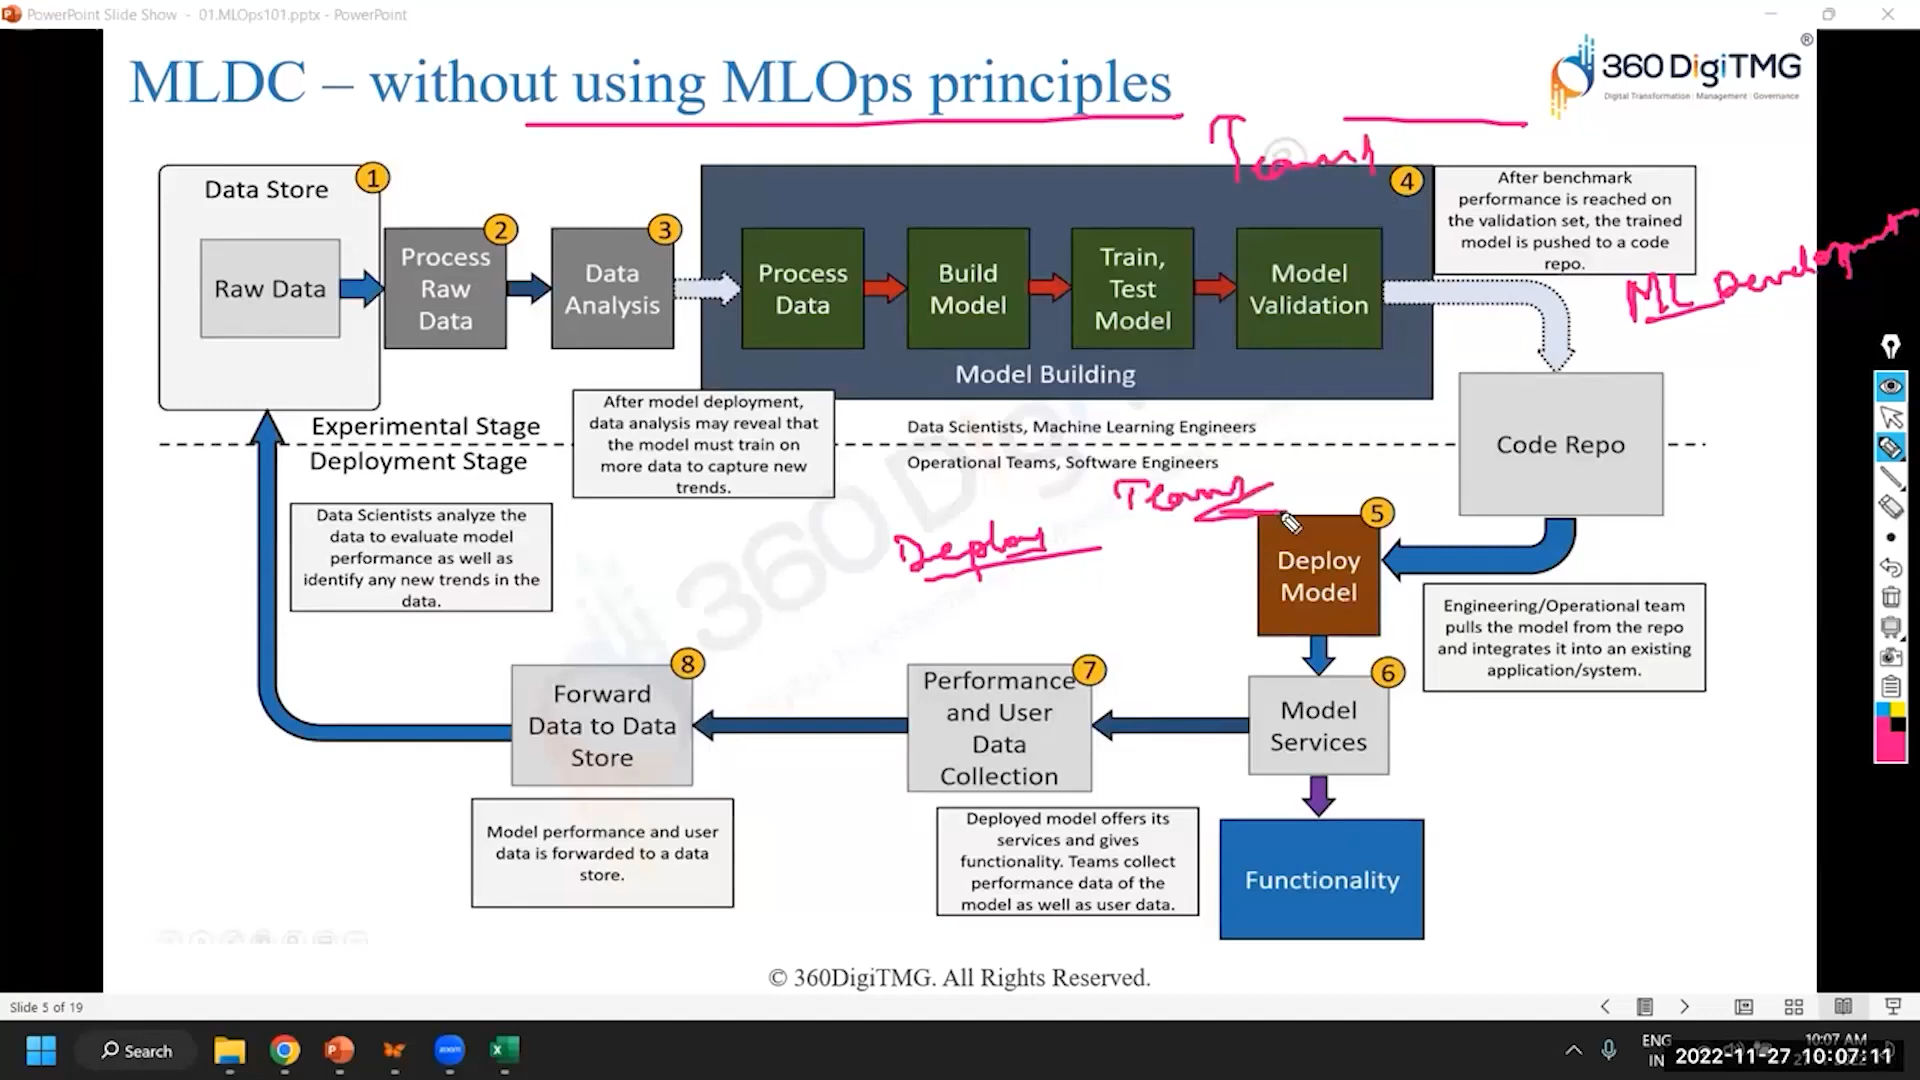 PowerPoint Slide Show - 01.MLOps101.pptx - PowerPoint
MLDC – without using MLOps principles
360DigiTMG®
Digital Transformation | Management | Governance
Team1
Data Store
1
Raw Data
2
Process
Raw
Data
3
Data
Analysis
4
Process
Data
Build
Model
Train,
Test
Model
Model
Validation
Model Building
After benchmark
performance is reached on
the validation set, the trained
model is pushed to a code
repo.
ML Development
Experimental Stage
Deployment Stage
After model deployment,
data analysis may reveal that
the model must train on
more data to capture new
trends.
Data Scientists, Machine Learning Engineers
Operational Teams, Software Engineers
Code Repo
Data Scientists analyze the
data to evaluate model
performance as well as
identify any new trends in the
data.
Deploy
5
Deploy
Model
Engineering/Operational team
pulls the model from the repo
and integrates it into an existing
application/system.
8
Forward
Data to Data
Store
7
Performance
and User
Data
Collection
6
Model
Services
Model performance and user
data is forwarded to a data
store.
Deployed model offers its
services and gives
functionality. Teams collect
performance data of the
model as well as user data.
Functionality
© 360DigiTMG. All Rights Reserved.
Slide 5 of 19
Search
zoom
ENG
IN
10:07 AM
2022-11-27 10:07:11